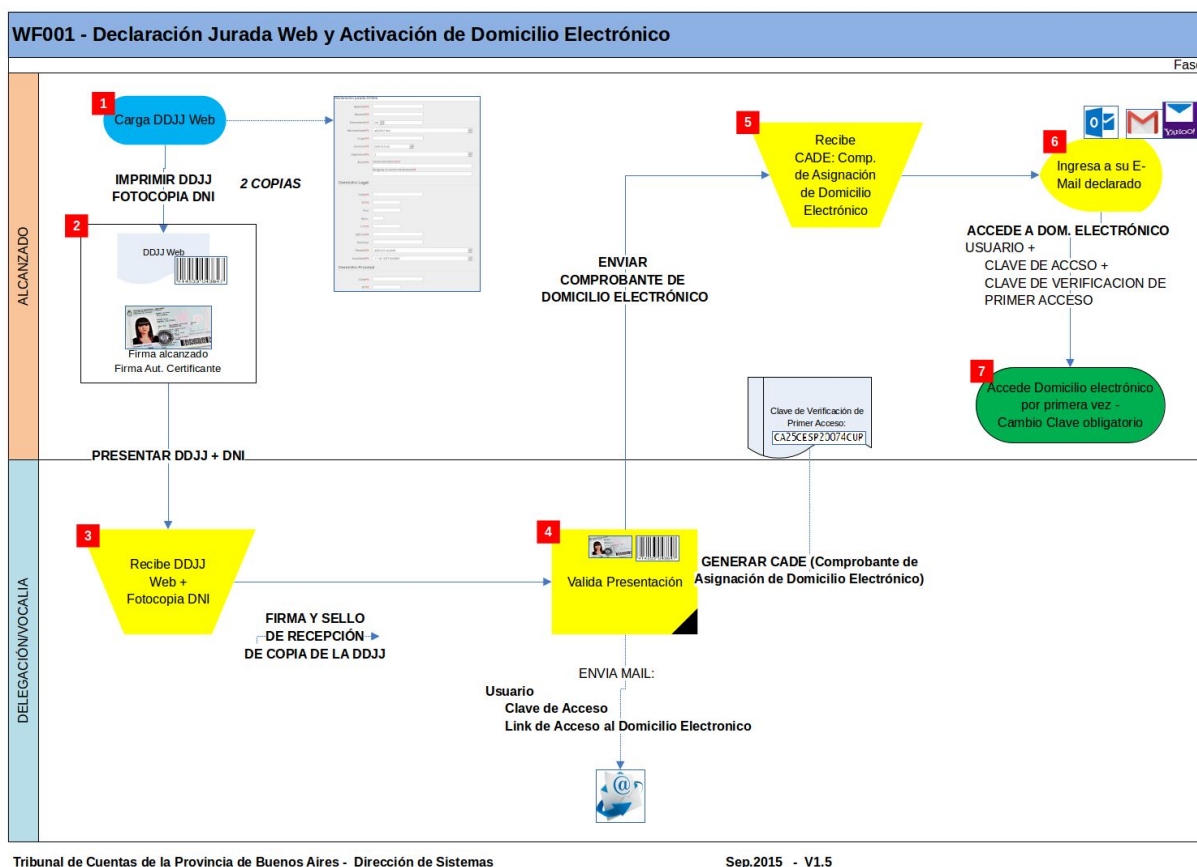 WF001 - Declaración Jurada Web y Activación de Domicilio Electrónico
Fase
ALCANZADO
1
Carga DDJJ Web
IMPRIMIR DDJJ
FOTOCOPIA DNI
2 COPIAS
2
DDJJ Web
Firma alcanzado
Firma Aut. Certificante
PRESENTAR DDJJ + DNI
Domicilio Legal
ENVIAR
COMPROBANTE DE
DOMICILIO ELECTRÓNICO
5
Recibe
CADE: Comp.
de Asignación
de Domicilio
Electrónico
YAHOO!
6
Ingresa a su E-
Mail declarado
ACCEDE A DOM. ELECTRÓNICO
USUARIO +
CLAVE DE ACCSO +
CLAVE DE VERIFICACION DE
PRIMER ACCESO
7
Accede Domicilio electrónico
por primera vez -
Cambio Clave obligatorio
Clave de Verificación de
Primer Acceso:
CA25CESP20074CUP
DELEGACIÓN/VOCALIA
3
Recibe DDJJ
Web +
Fotocopia DNI
FIRMA Y SELLO
DE RECEPCIÓN
DE COPIA DE LA DDJJ
4
Valida Presentación
GENERAR CADE (Comprobante de
Asignación de Domicilio Electrónico)
ENVIA MAIL:
Usuario
Clave de Acceso
Link de Acceso al Domicilio Electronico
Tribunal de Cuentas de la Provincia de Buenos Aires - Dirección de Sistemas
Sep.2015 - V1.5